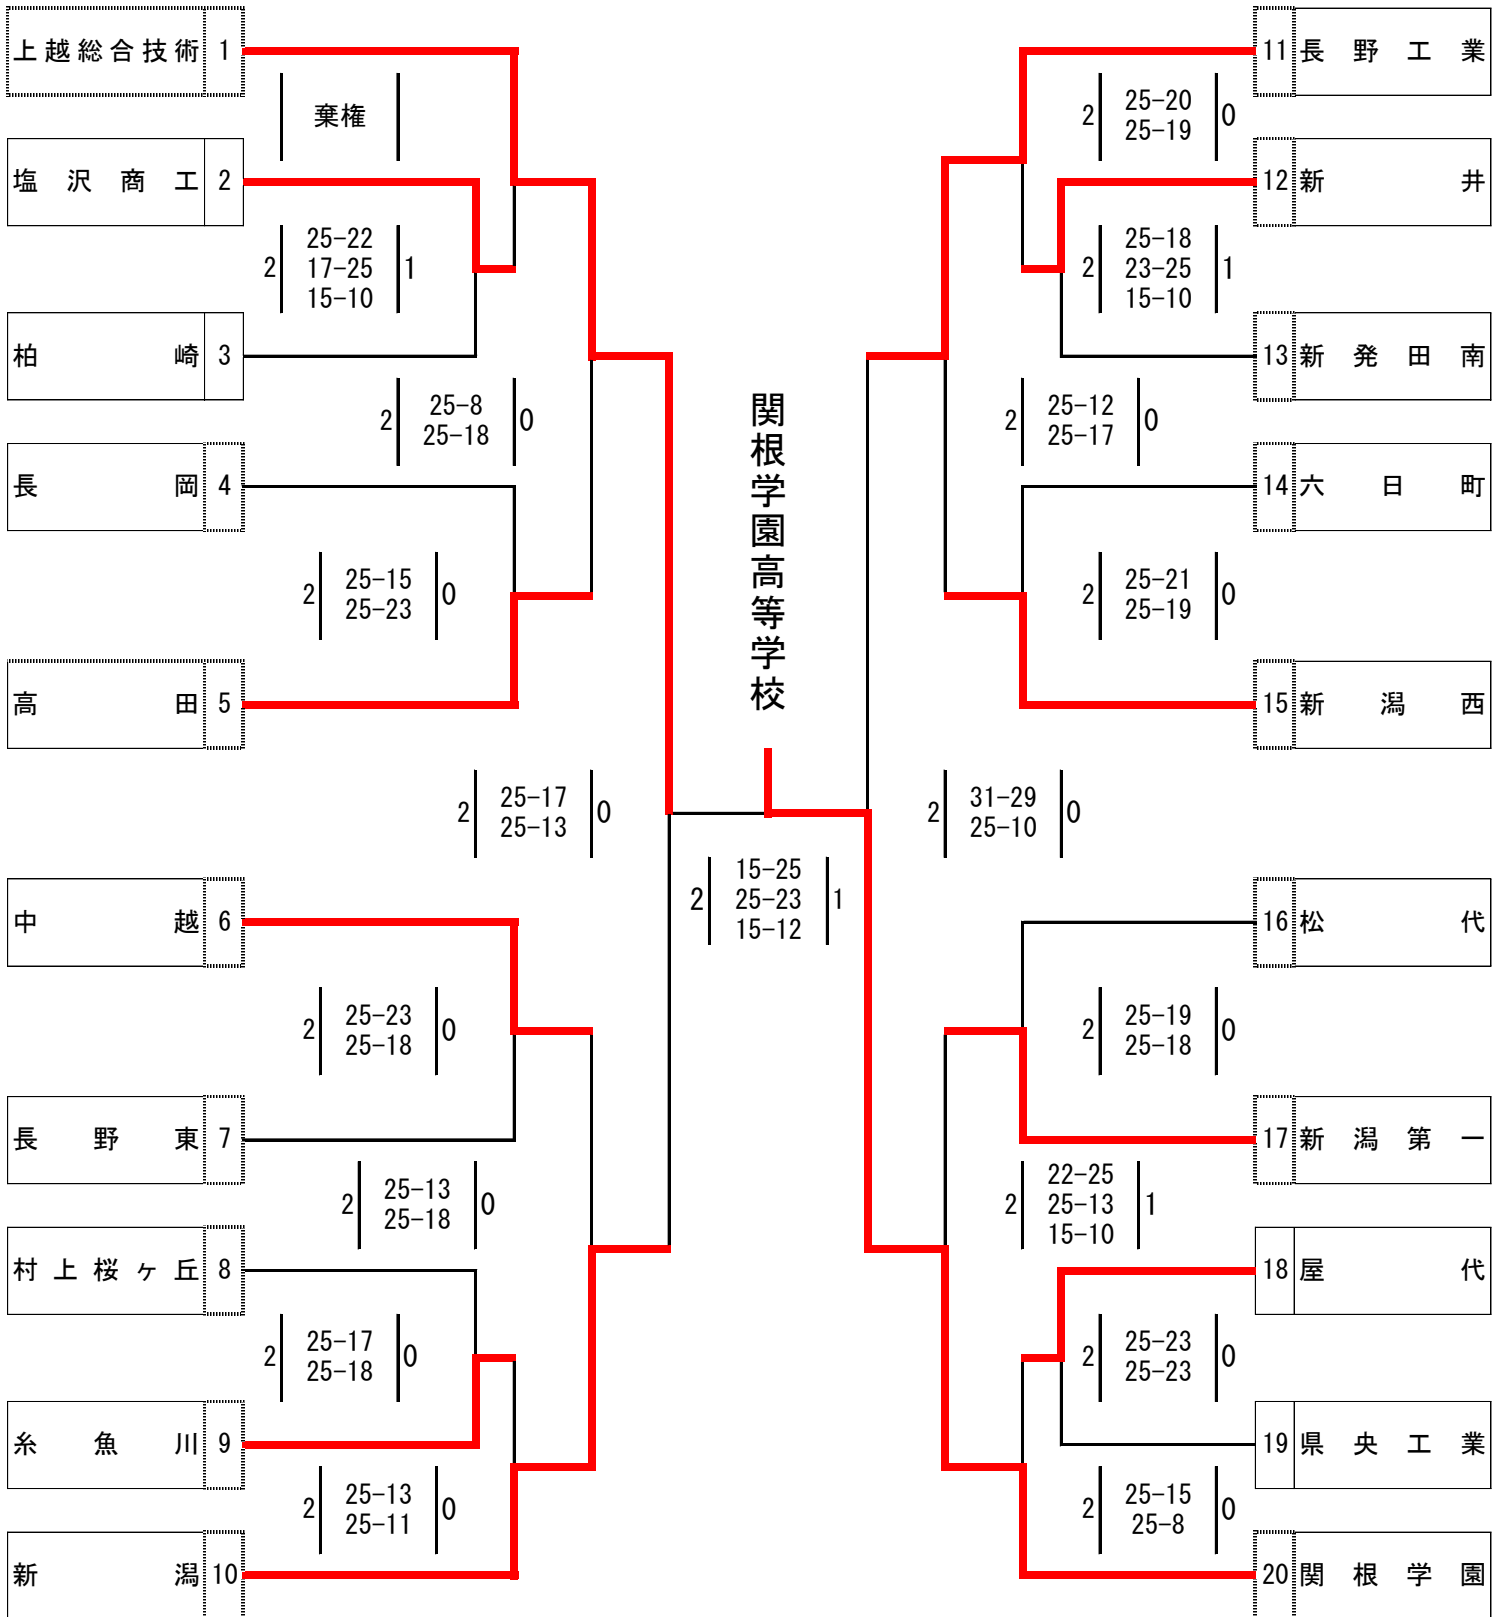 上越総合技術 1
棄権
塩沢商工 2
25-22
2 17-25 1
15-10
柏崎 3
25-8
2 0
25-18
長岡 4
25-15
2 0
25-23
高田 5
25-17
2 0
25-13
中越 6
25-23
2 0
25-18
長野東 7
25-13
2 0
25-18
村上桜ヶ丘 8
25-17
2 0
25-18
糸魚川 9
25-13
2 0
25-11
新潟 10
関根学園高等学校
15-25
2 25-23 1
15-12
11 長野工業
25-20
2 0
25-19
12 新井
25-18
2 23-25 1
15-10
13 新発田南
25-12
2 0
25-17
14 六日町
25-21
2 0
25-19
15 新潟西
31-29
2 0
25-10
16 松代
25-19
2 0
25-18
17 新潟第一
22-25
2 25-13 1
15-10
18 屋代
25-23
2 0
25-23
19 県央工業
25-15
2 0
25-8
20 関根学園